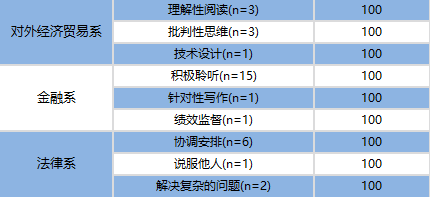 对外经济贸易系
理解性阅读(n=3) 100
批判性思维(n=3) 100
技术设计(n=1) 100
金融系
积极聆听(n=15) 100
针对性写作(n=1) 100
绩效监督(n=1) 100
法律系
协调安排(n=6) 100
说服他人(n=1) 100
解决复杂的问题(n=2) 100